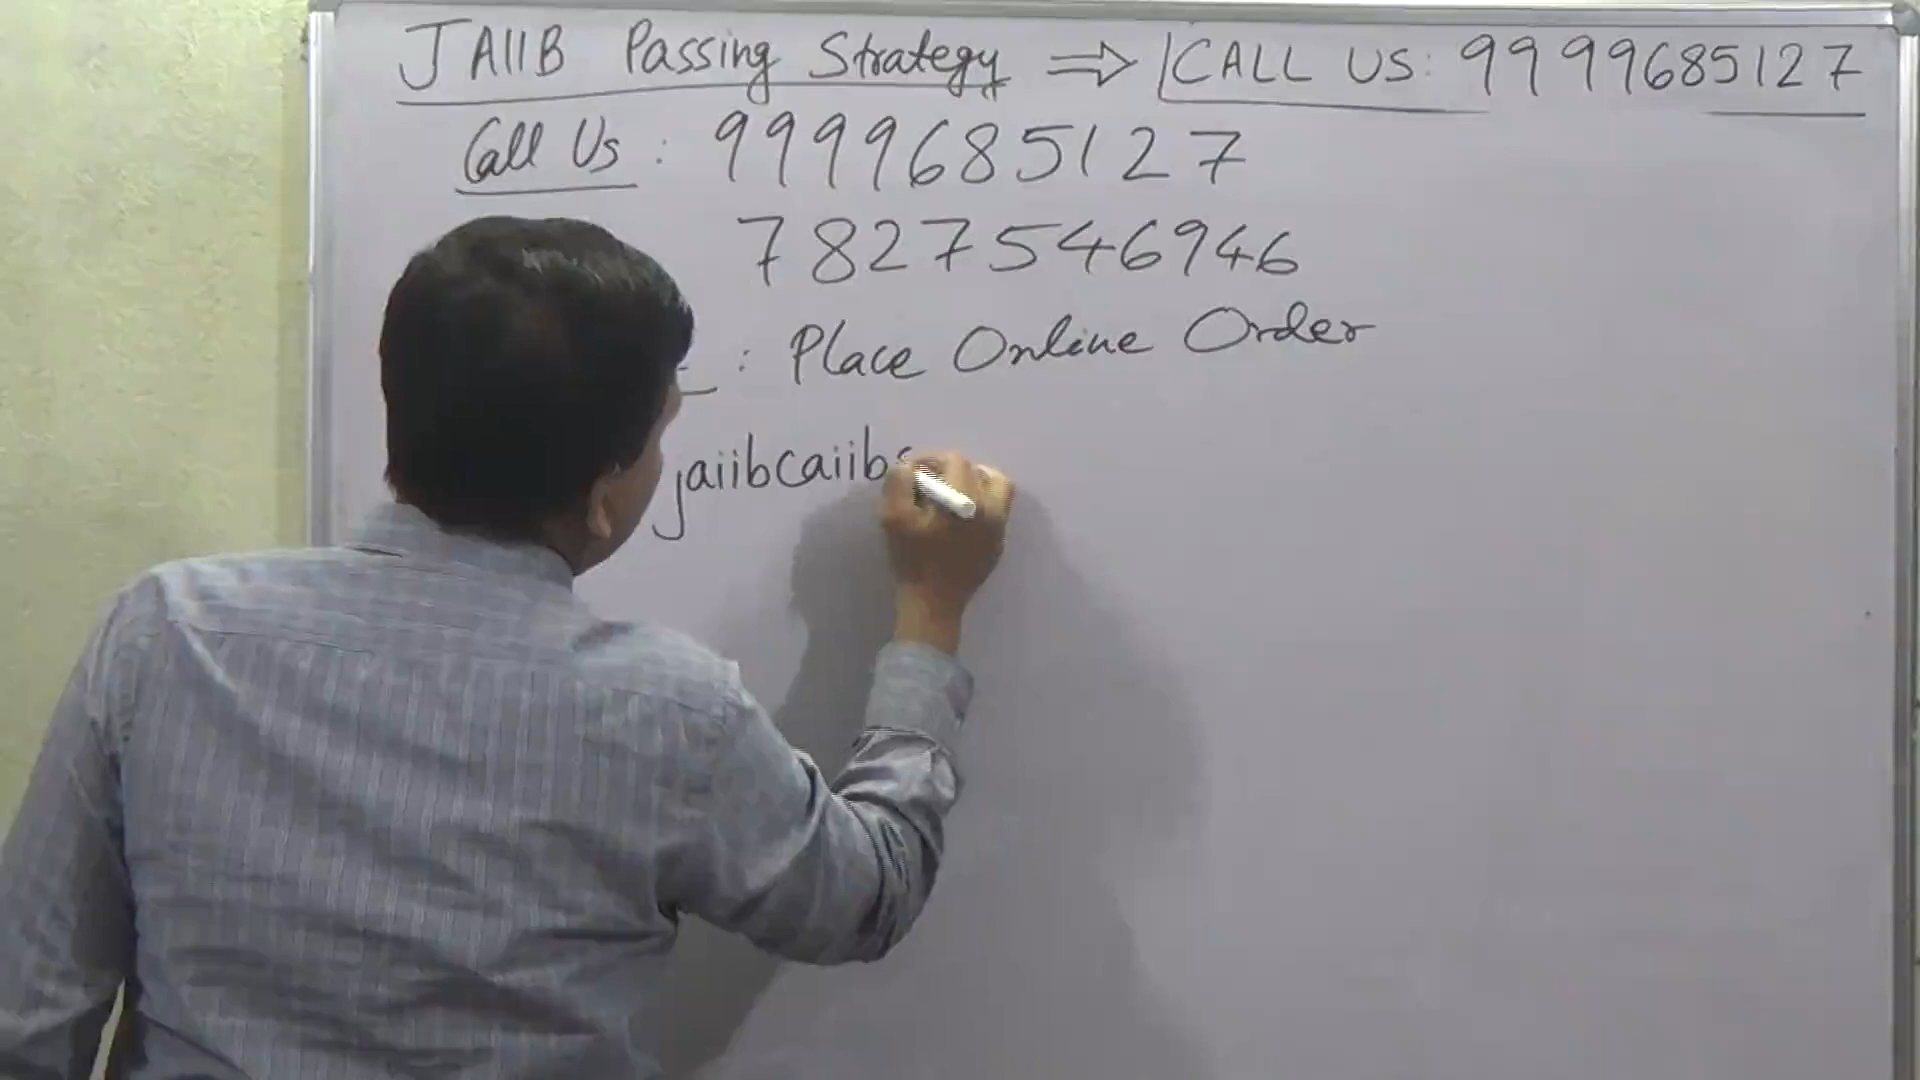 JAIIB Passing Strategy ⇒ CALL US: 9999685127
Call Us : 9999685127
7827546946
: Place Online Order
jaiibcaiib